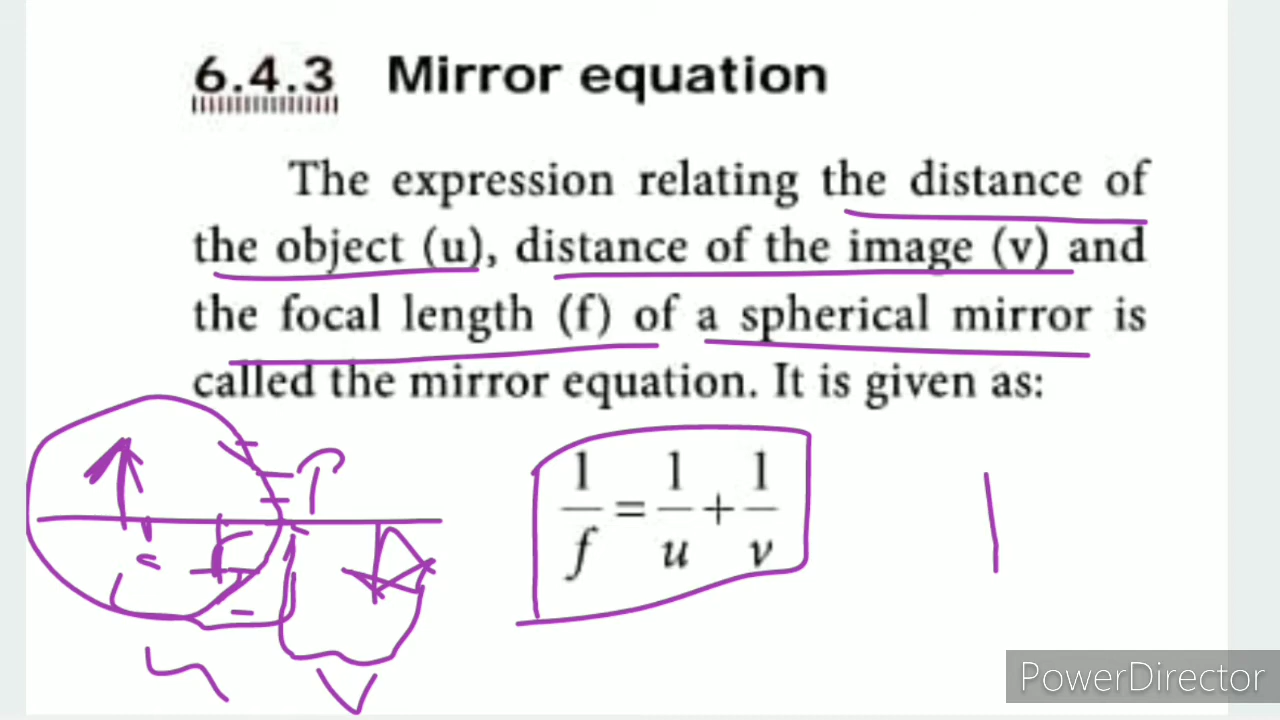 6.4.3 Mirror equation
The expression relating the distance of
the object (u), distance of the image (v) and
the focal length (f) of a spherical mirror is
called the mirror equation. It is given as:
1/f = 1/u + 1/v
PowerDirector